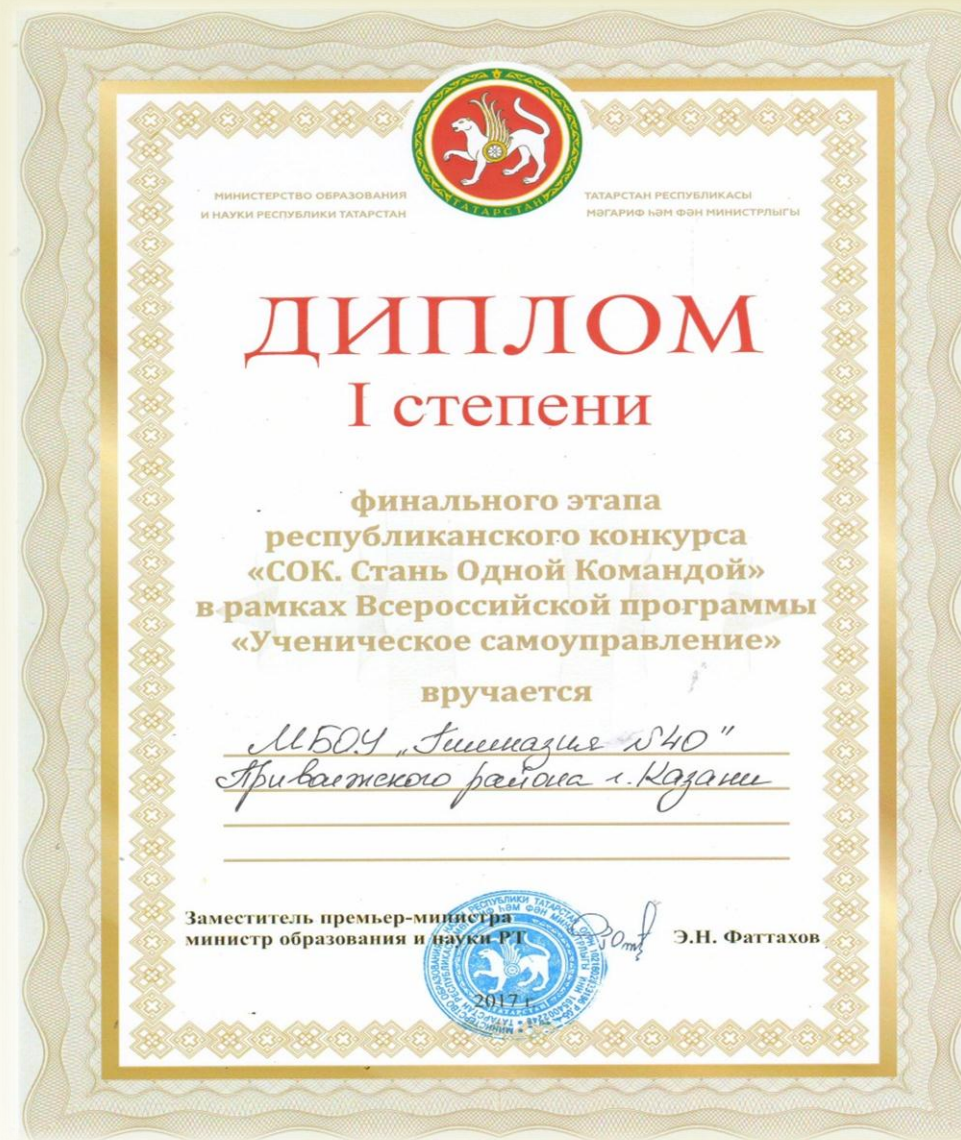 МИНИСТЕРСТВО ОБРАЗОВАНИЯ
И НАУКИ РЕСПУБЛИКИ ТАТАРСТАН
ТАТАРСТАН
ТАТАРСТАН РЕСПУБЛИКАСЫ
МӘГАРИФ ҺӘМ ФӘН МИНИСТРЛЫГЫ
ДИПЛОМ
I степени
финального этапа
республиканского конкурса
«СОК. Стань Одной Командой»
в рамках Всероссийской программы
«Ученическое самоуправление»
вручается
МБОУ „Гимназия №40"
Приволжского района г. Казани
Заместитель премьер-министра
министр образования и науки РТ
Э.Н. Фаттахов
2017 г.
ТАТАРСТАН